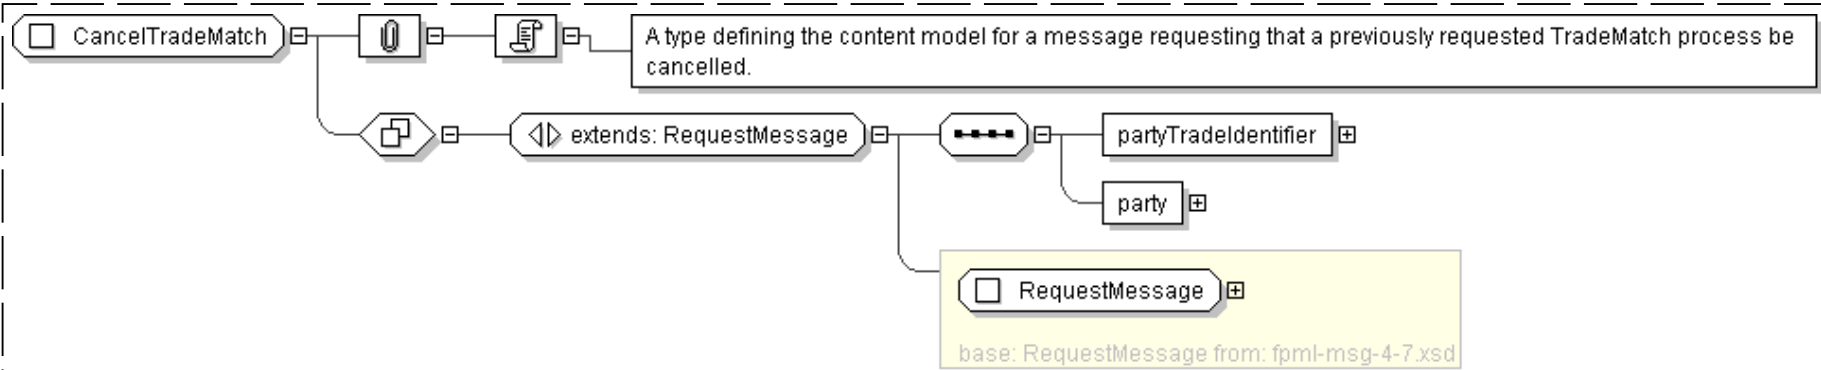 CancelTradeMatch
A type defining the content model for a message requesting that a previously requested TradeMatch process be
cancelled.
extends: RequestMessage
partyTradeIdentifier
party
RequestMessage
base: RequestMessage from: fpml-msg-4-7.xsd